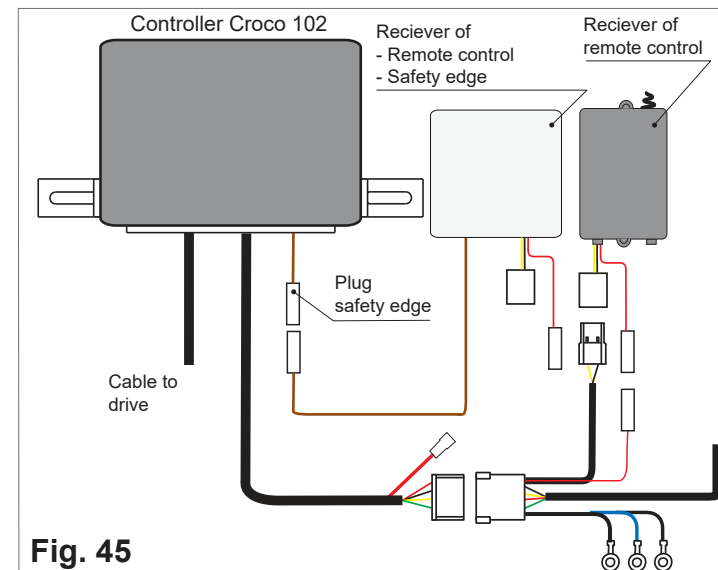 Controller Croco 102
Reciever of
- Remote control
- Safety edge
Reciever of
remote control
Plug
safety edge
Cable to
drive
Fig. 45